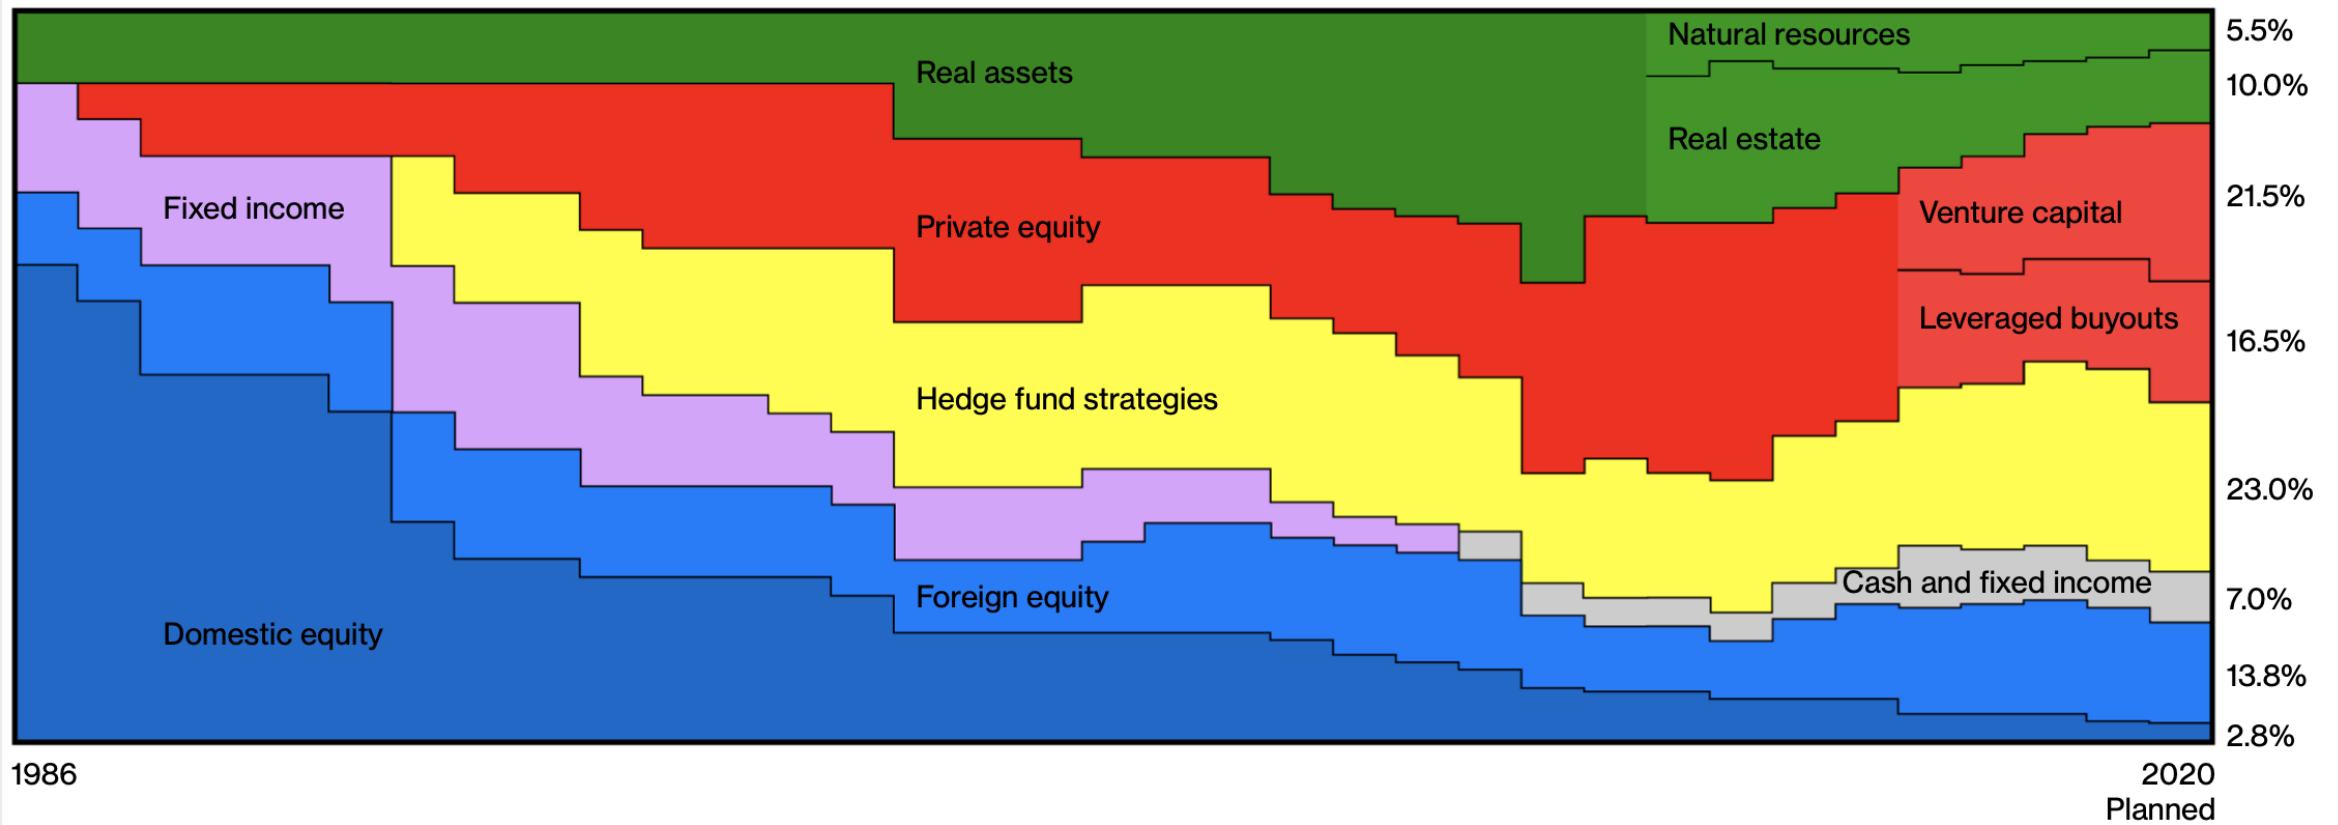 Natural resources
5.5%
Real assets
10.0%
Real estate
21.5%
Fixed income
Venture capital
Private equity
Leveraged buyouts
16.5%
Hedge fund strategies
23.0%
Cash and fixed income
7.0%
Foreign equity
Domestic equity
13.8%
2.8%
1986
2020
Planned